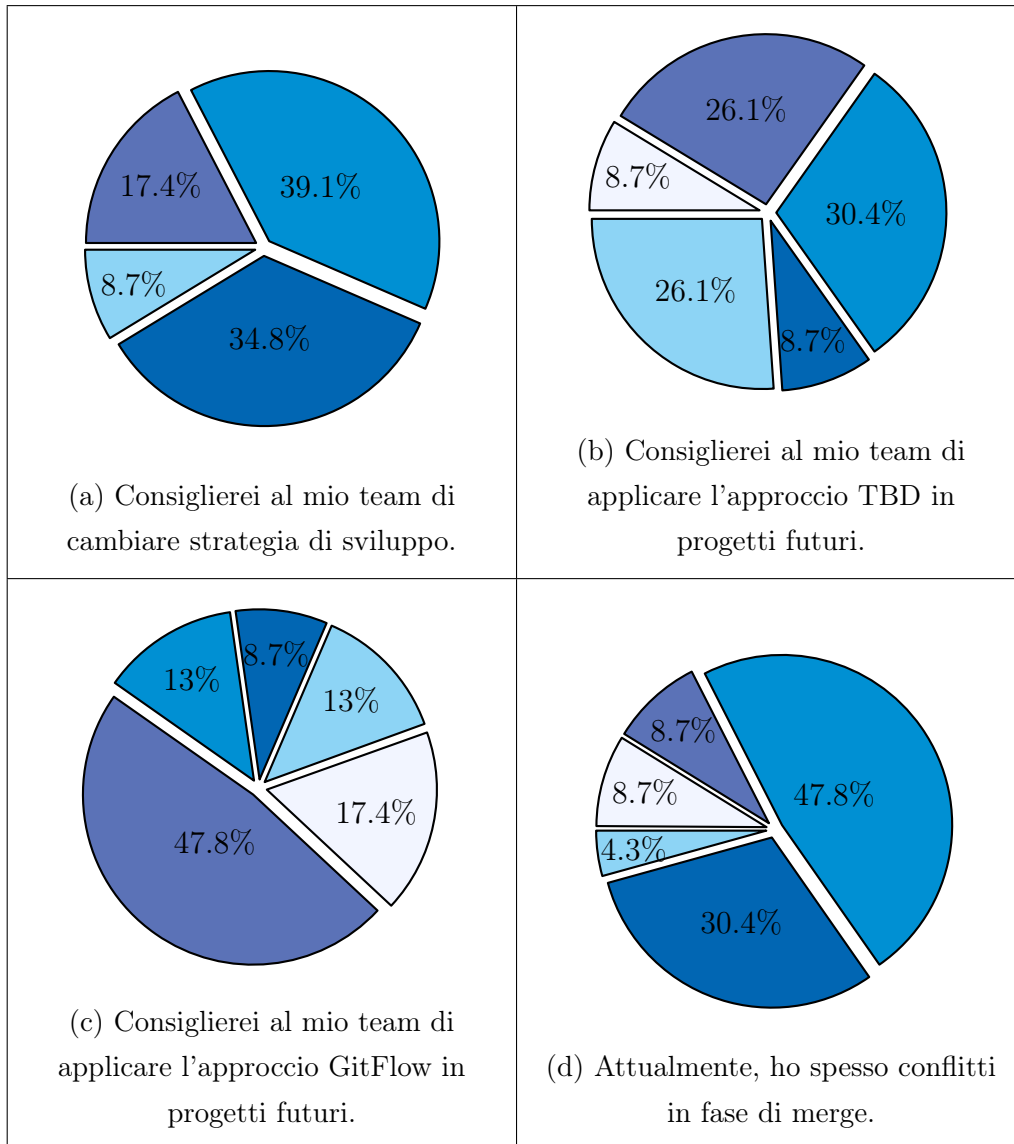 17.4%
39.1%
8.7%
34.8%
(a) Consiglierei al mio team di
cambiare strategia di sviluppo.
26.1%
8.7%
30.4%
26.1%
8.7%
(b) Consiglierei al mio team di
applicare l'approccio TBD in
progetti futuri.
13%
8.7%
13%
17.4%
47.8%
(c) Consiglierei al mio team di
applicare l'approccio GitFlow in
progetti futuri.
8.7%
47.8%
8.7%
4.3%
30.4%
(d) Attualmente, ho spesso conflitti
in fase di merge.